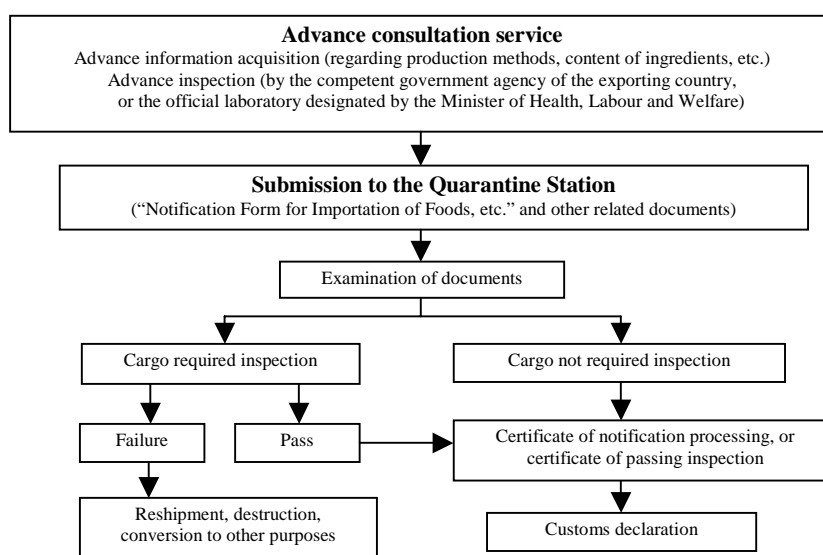 Advance consultation service
Advance information acquisition (regarding production methods, content of ingredients, etc.)
Advance inspection (by the competent government agency of the exporting country,
or the official laboratory designated by the Minister of Health, Labour and Welfare)
Submission to the Quarantine Station
(“Notification Form for Importation of Foods, etc.” and other related documents)
Examination of documents
Cargo required inspection
Cargo not required inspection
Failure
Pass
Certificate of notification processing, or
certificate of passing inspection
Reshipment, destruction,
conversion to other purposes
Customs declaration